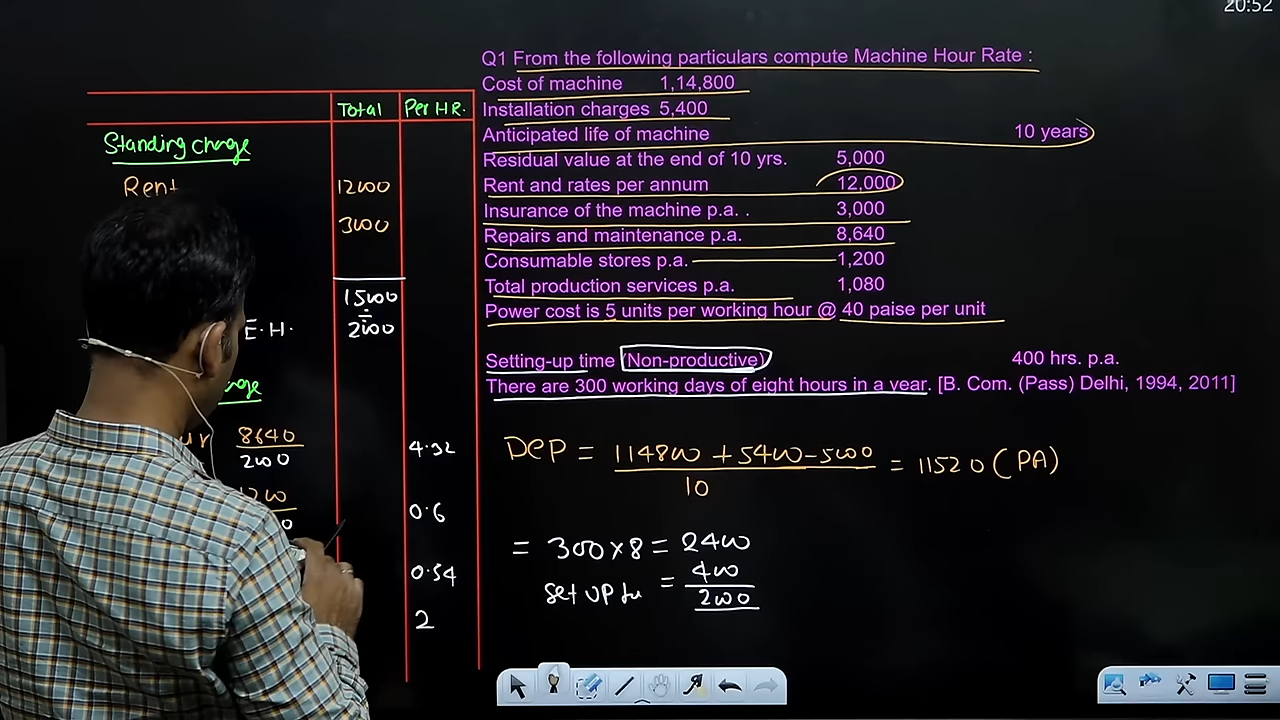 20:52
Q1 From the following particulars compute Machine Hour Rate :
Cost of machine 1,14,800
Installation charges 5,400
Anticipated life of machine 10 years
Residual value at the end of 10 yrs. 5,000
Rent and rates per annum 12,000
Insurance of the machine p.a. . 3,000
Repairs and maintenance p.a. 8,640
Consumable stores p.a. 1,200
Total production services p.a. 1,080
Power cost is 5 units per working hour @ 40 paise per unit
Setting-up time (Non-productive) 400 hrs. p.a.
There are 300 working days of eight hours in a year. [B. Com. (Pass) Delhi, 1994, 2011]
Total Per HR.
Standing charge
Rent 12000
3000
15000
÷
E.H. 2000
8640
2000
4.32
0.6
0.54
2
DEP = 114800 + 5400 - 5000 = 11520 (PA)
10
= 300 × 8 = 2400
set up = 400
2000